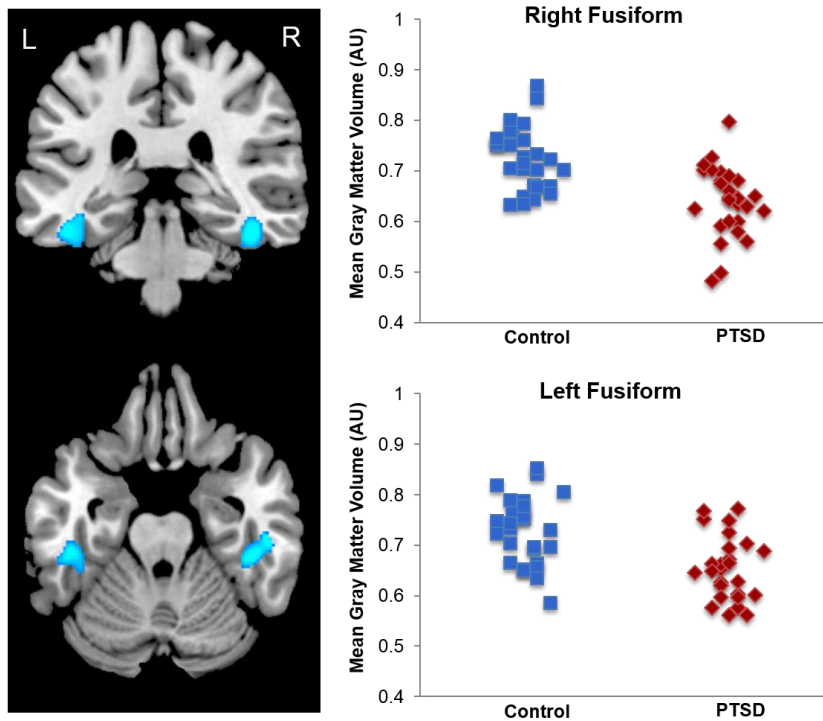 L
R
Right Fusiform
Mean Gray Matter Volume (AU)
1
0.9
0.8
0.7
0.6
0.5
0.4
Control
PTSD
Left Fusiform
Mean Gray Matter Volume (AU)
1
0.9
0.8
0.7
0.6
0.5
0.4
Control
PTSD